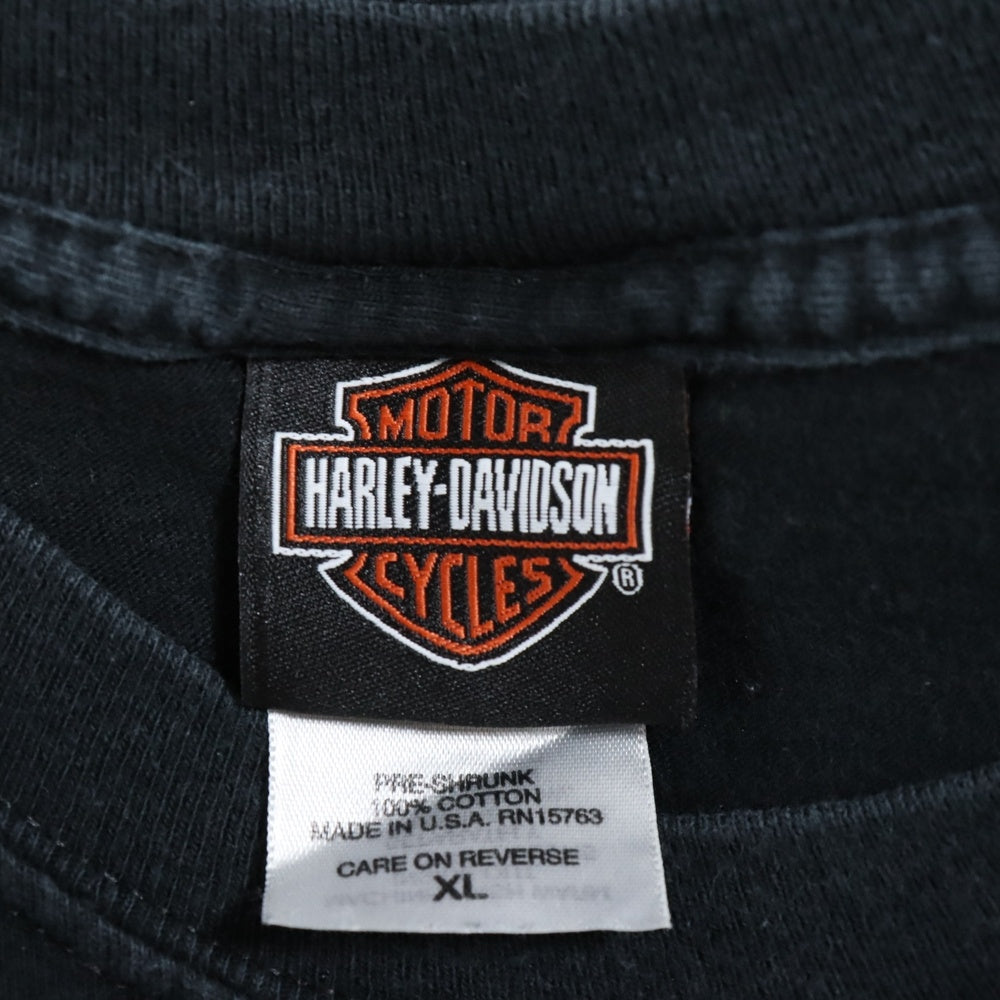 MOTOR
HARLEY-DAVIDSON
CYCLES
®
PRE-SHRUNK
100% COTTON
MADE IN U.S.A. RN15763
CARE ON REVERSE
XL